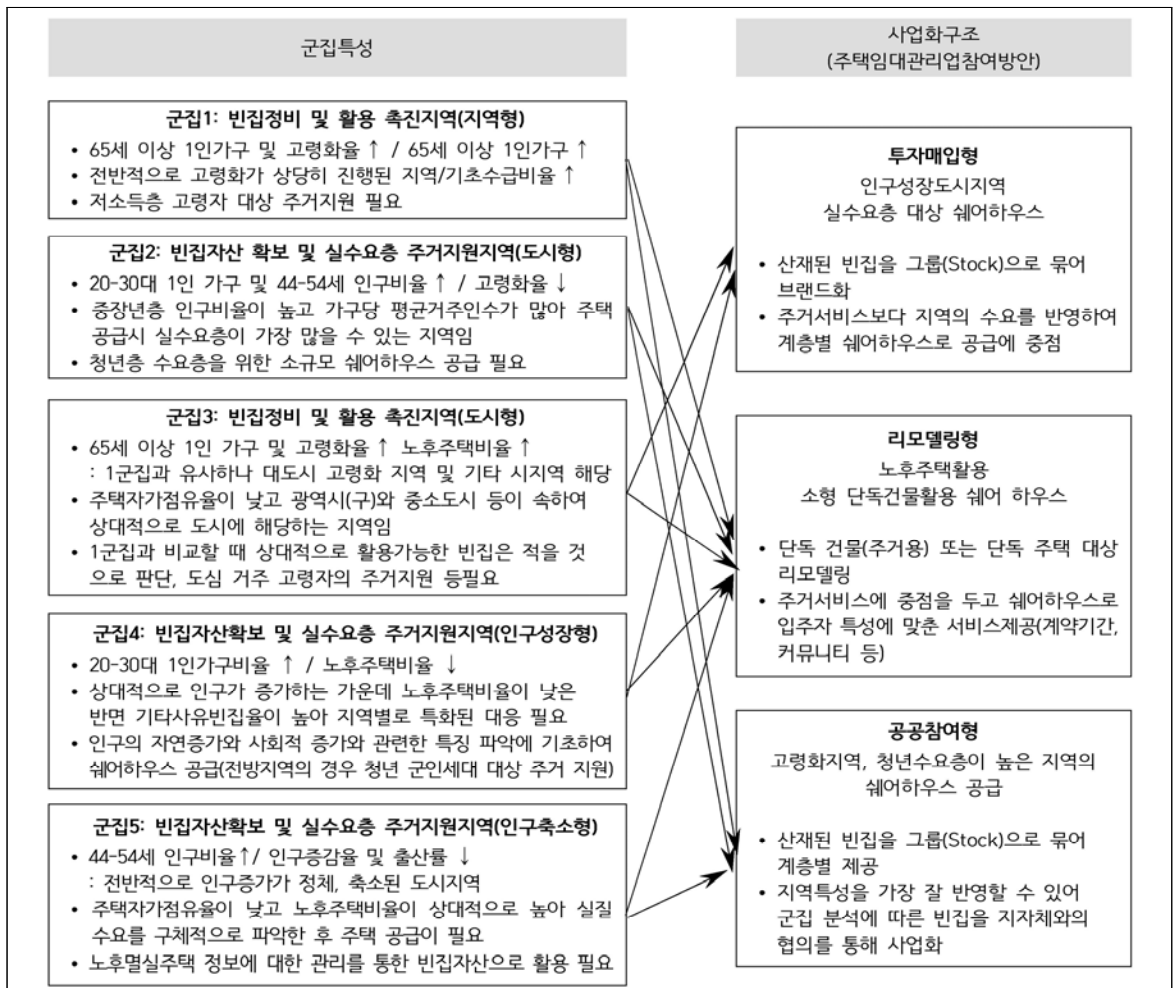 군집특성
군집1: 빈집정비 및 활용 촉진지역(지역형)
• 65세 이상 1인가구 및 고령화율 ↑ / 65세 이상 1인가구 ↑
• 전반적으로 고령화가 상당히 진행된 지역/기초수급비율 ↑
• 저소득층 고령자 대상 주거지원 필요
군집2: 빈집자산 확보 및 실수요층 주거지원지역(도시형)
• 20-30대 1인 가구 및 44-54세 인구비율 ↑ / 고령화율 ↓
• 중장년층 인구비율이 높고 가구당 평균거주인수가 많아 주택
공급시 실수요층이 가장 많을 수 있는 지역임
• 청년층 수요층을 위한 소규모 쉐어하우스 공급 필요
군집3: 빈집정비 및 활용 촉진지역(도시형)
• 65세 이상 1인 가구 및 고령화율 ↑ 노후주택비율 ↑
: 1군집과 유사하나 대도시 고령화 지역 및 기타 시지역 해당
• 주택자가점유율이 낮고 광역시(구)와 중소도시 등이 속하여
상대적으로 도시에 해당하는 지역임
• 1군집과 비교할 때 상대적으로 활용가능한 빈집은 적을 것
으로 판단, 도심 거주 고령자의 주거지원 등필요
군집4: 빈집자산확보 및 실수요층 주거지원지역(인구성장형)
• 20-30대 1인가구비율 ↑ / 노후주택비율 ↓
• 상대적으로 인구가 증가하는 가운데 노후주택비율이 낮은
반면 기타사유빈집율이 높아 지역별로 특화된 대응 필요
• 인구의 자연증가와 사회적 증가와 관련한 특징 파악에 기초하여
쉐어하우스 공급(전방지역의 경우 청년 군인세대 대상 주거 지원)
군집5: 빈집자산확보 및 실수요층 주거지원지역(인구축소형)
• 44-54세 인구비율↑/ 인구증감율 및 출산률 ↓
: 전반적으로 인구증가가 정체, 축소된 도시지역
• 주택자가점유율이 낮고 노후주택비율이 상대적으로 높아 실질
수요를 구체적으로 파악한 후 주택 공급이 필요
• 노후멸실주택 정보에 대한 관리를 통한 빈집자산으로 활용 필요
사업화구조
(주택임대관리업참여방안)
투자매입형
인구성장도시지역
실수요층 대상 쉐어하우스
• 산재된 빈집을 그룹(Stock)으로 묶어
브랜드화
• 주거서비스보다 지역의 수요를 반영하여
계층별 쉐어하우스로 공급에 중점
리모델링형
노후주택활용
소형 단독건물활용 쉐어 하우스
• 단독 건물(주거용) 또는 단독 주택 대상
리모델링
• 주거서비스에 중점을 두고 쉐어하우스로
입주자 특성에 맞춘 서비스제공(계약기간,
커뮤니티 등)
공공참여형
고령화지역, 청년수요층이 높은 지역의
쉐어하우스 공급
• 산재된 빈집을 그룹(Stock)으로 묶어
계층별 제공
• 지역특성을 가장 잘 반영할 수 있어
군집 분석에 따른 빈집을 지자체와의
협의를 통해 사업화